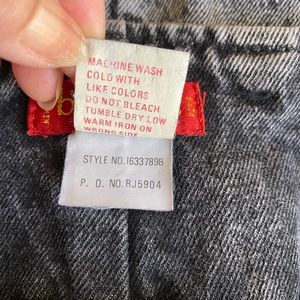 MACHINE WASH
COLD WITH
LIKE COLORS
DO NOT BLEACH
TUMBLE DRY LOW
WARM IRON ON
WRONG SIDE
STYLE NO. I633789B
P. O. NO. RJ5904